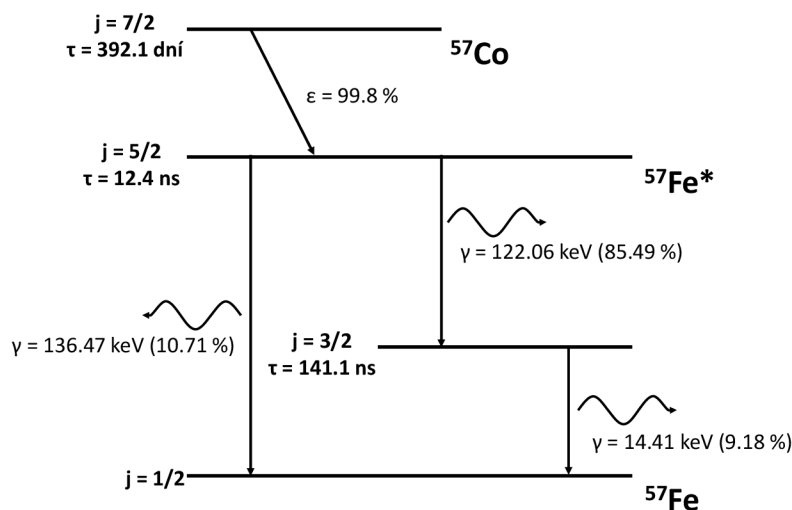 j = 7/2
τ = 392.1 dní
⁵⁷Co
ε = 99.8 %
j = 5/2
τ = 12.4 ns
⁵⁷Fe*
γ = 122.06 keV (85.49 %)
γ = 136.47 keV (10.71 %)
j = 3/2
τ = 141.1 ns
γ = 14.41 keV (9.18 %)
j = 1/2
⁵⁷Fe